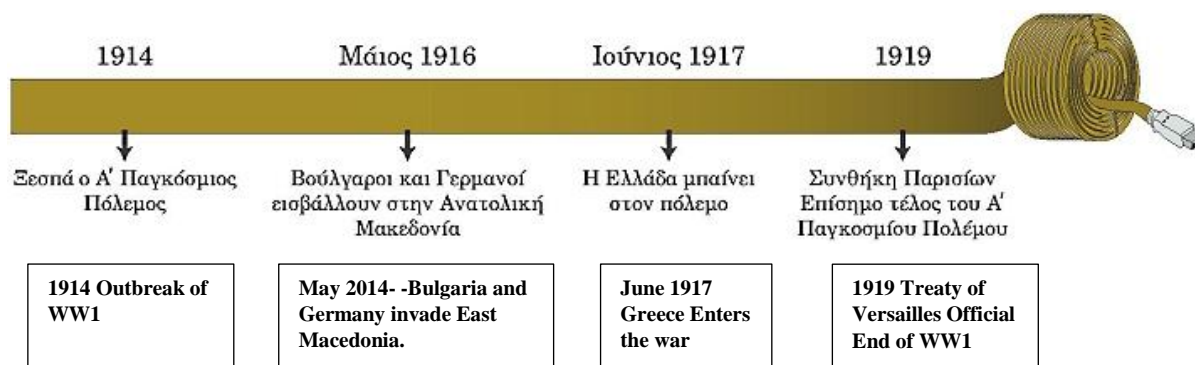 1914
Μάιος 1916
Ιούνιος 1917
1919
Ξεσπά ο Α' Παγκόσμιος
Πόλεμος
Βούλγαροι και Γερμανοί
εισβάλλουν στην Ανατολική
Μακεδονία
Η Ελλάδα μπαίνει
στον πόλεμο
Συνθήκη Παρισίων
Επίσημο τέλος του Α'
Παγκοσμίου Πολέμου
1914 Outbreak of
WW1
May 2014- -Bulgaria and
Germany invade East
Macedonia.
June 1917
Greece Enters
the war
1919 Treaty of
Versailles Official
End of WW1